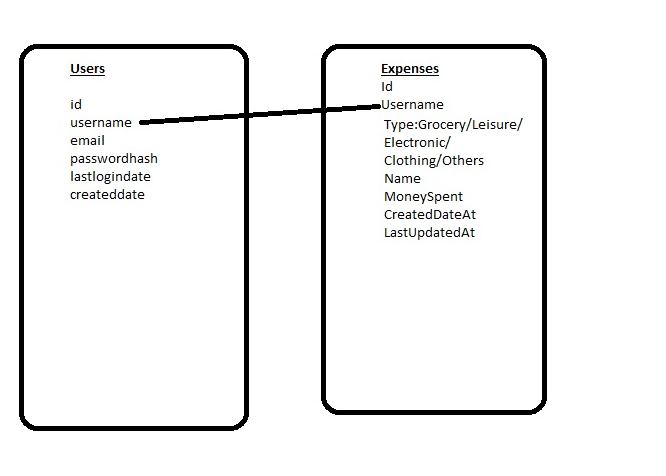 Users
id
username
email
passwordhash
lastlogindate
createddate
Expenses
Id
Username
Type:Grocery/Leisure/
Electronic/
Clothing/Others
Name
MoneySpent
CreatedDateAt
LastUpdatedAt